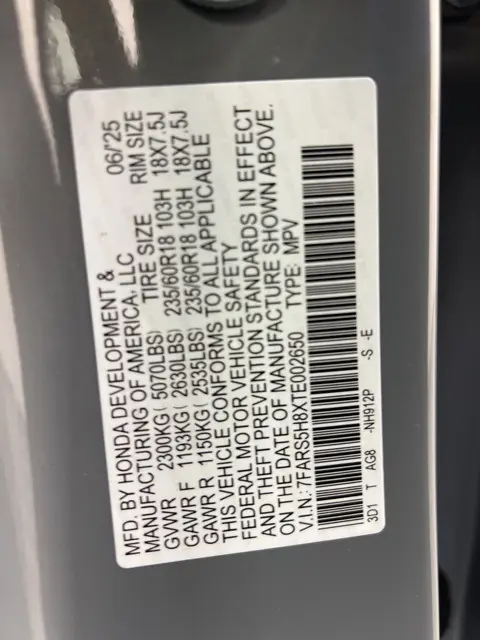 MFD. BY HONDA DEVELOPMENT & 06/'25
MANUFACTURING OF AMERICA, LLC
TIRE SIZE RIM SIZE
GVWR 2300KG( 5070LBS)
GAWR F 1193KG( 2630LBS) 235/60R18 103H 18X7.5J
GAWR R 1150KG( 2535LBS) 235/60R18 103H 18X7.5J
THIS VEHICLE CONFORMS TO ALL APPLICABLE
FEDERAL MOTOR VEHICLE SAFETY
AND THEFT PREVENTION STANDARDS IN EFFECT
ON THE DATE OF MANUFACTURE SHOWN ABOVE.
V.I.N.: 7FARS5H8XTE002650 TYPE: MPV
3D1 T AG8 -NH912P -S -E